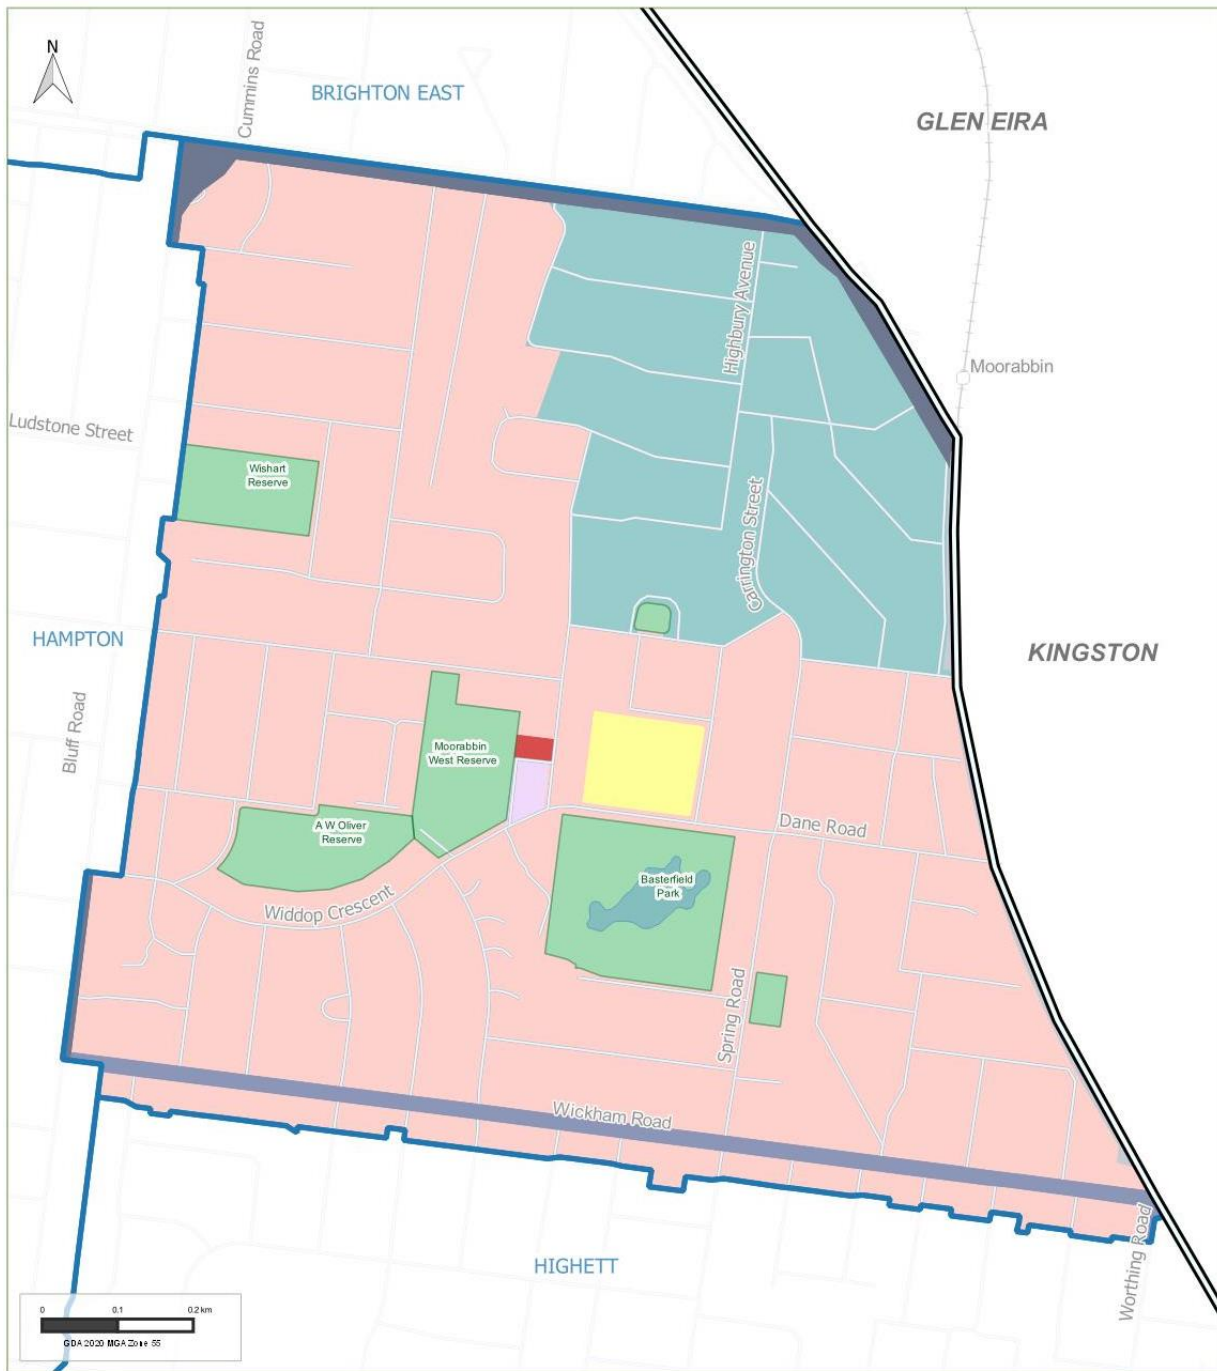 N
Cummins Road
BRIGHTON EAST
GLEN EIRA
Highbury Avenue
Moorabbin
Ludstone Street
Wishart
Reserve
Carrington Street
HAMPTON
KINGSTON
Bluff Road
Moorabbin
West Reserve
A W Oliver
Reserve
Dane Road
Basterfield
Park
Widdop Crescent
Spring Road
Wickham Road
Worthing Road
HIGHETT
0 0.1 0.2 km
GDA 2020 MGA Zone 55